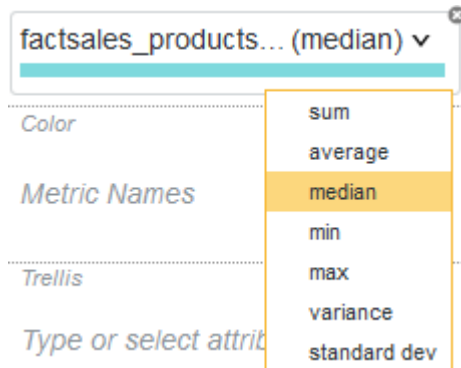 factsales_products... (median)
sum
Color
average
Metric Names
median
min
Trellis
max
variance
Type or select attrib
standard dev